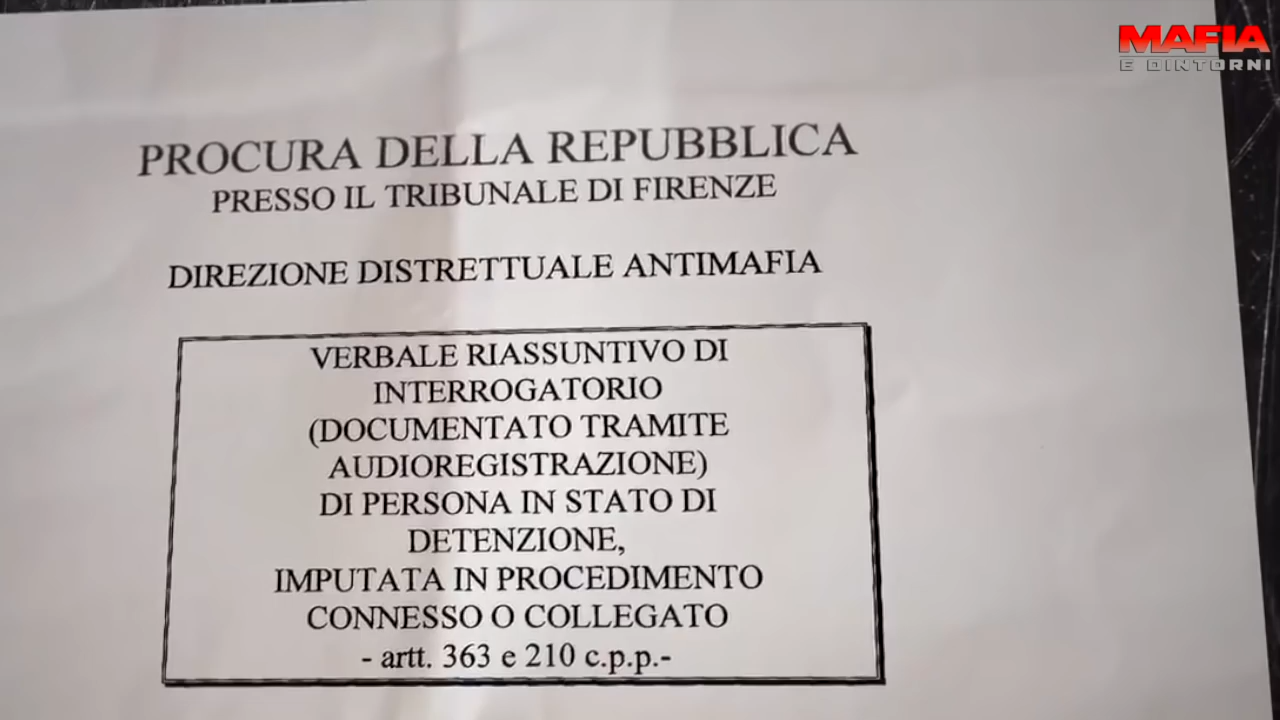 MAFIA
E DINTORNI
PROCURA DELLA REPUBBLICA
PRESSO IL TRIBUNALE DI FIRENZE
DIREZIONE DISTRETTUALE ANTIMAFIA
VERBALE RIASSUNTIVO DI
INTERROGATORIO
(DOCUMENTATO TRAMITE
AUDIOREGISTRAZIONE)
DI PERSONA IN STATO DI
DETENZIONE,
IMPUTATA IN PROCEDIMENTO
CONNESSO O COLLEGATO
- artt. 363 e 210 c.p.p.-